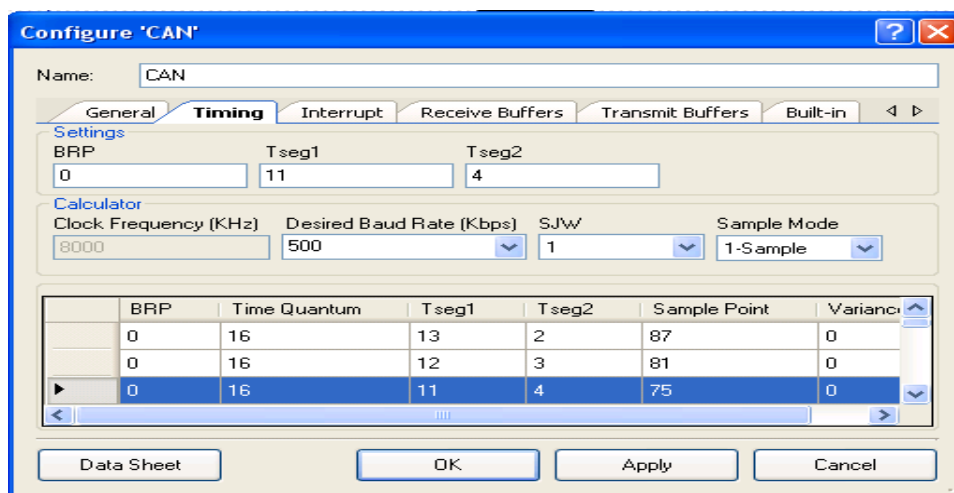 Configure 'CAN'
Name: CAN
General Timing Interrupt Receive Buffers Transmit Buffers Built-in
Settings
BRP Tseg1 Tseg2
0 11 4
Calculator
Clock Frequency (KHz) Desired Baud Rate (Kbps) SJW Sample Mode
8000 500 1 1-Sample
BRP Time Quantum Tseg1 Tseg2 Sample Point Varianc
0 16 13 2 87 0
0 16 12 3 81 0
0 16 11 4 75 0
Data Sheet OK Apply Cancel